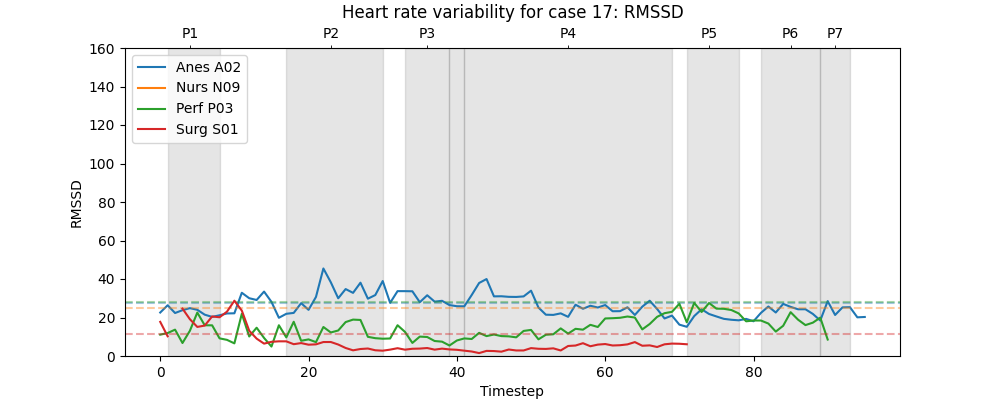 Heart rate variability for case 17: RMSSD
P1 P2 P3 P4 P5 P6 P7
160
140
120
100
80
60
40
20
0
RMSSD
Anes A02
Nurs N09
Perf P03
Surg S01
0 20 40 60 80
Timestep